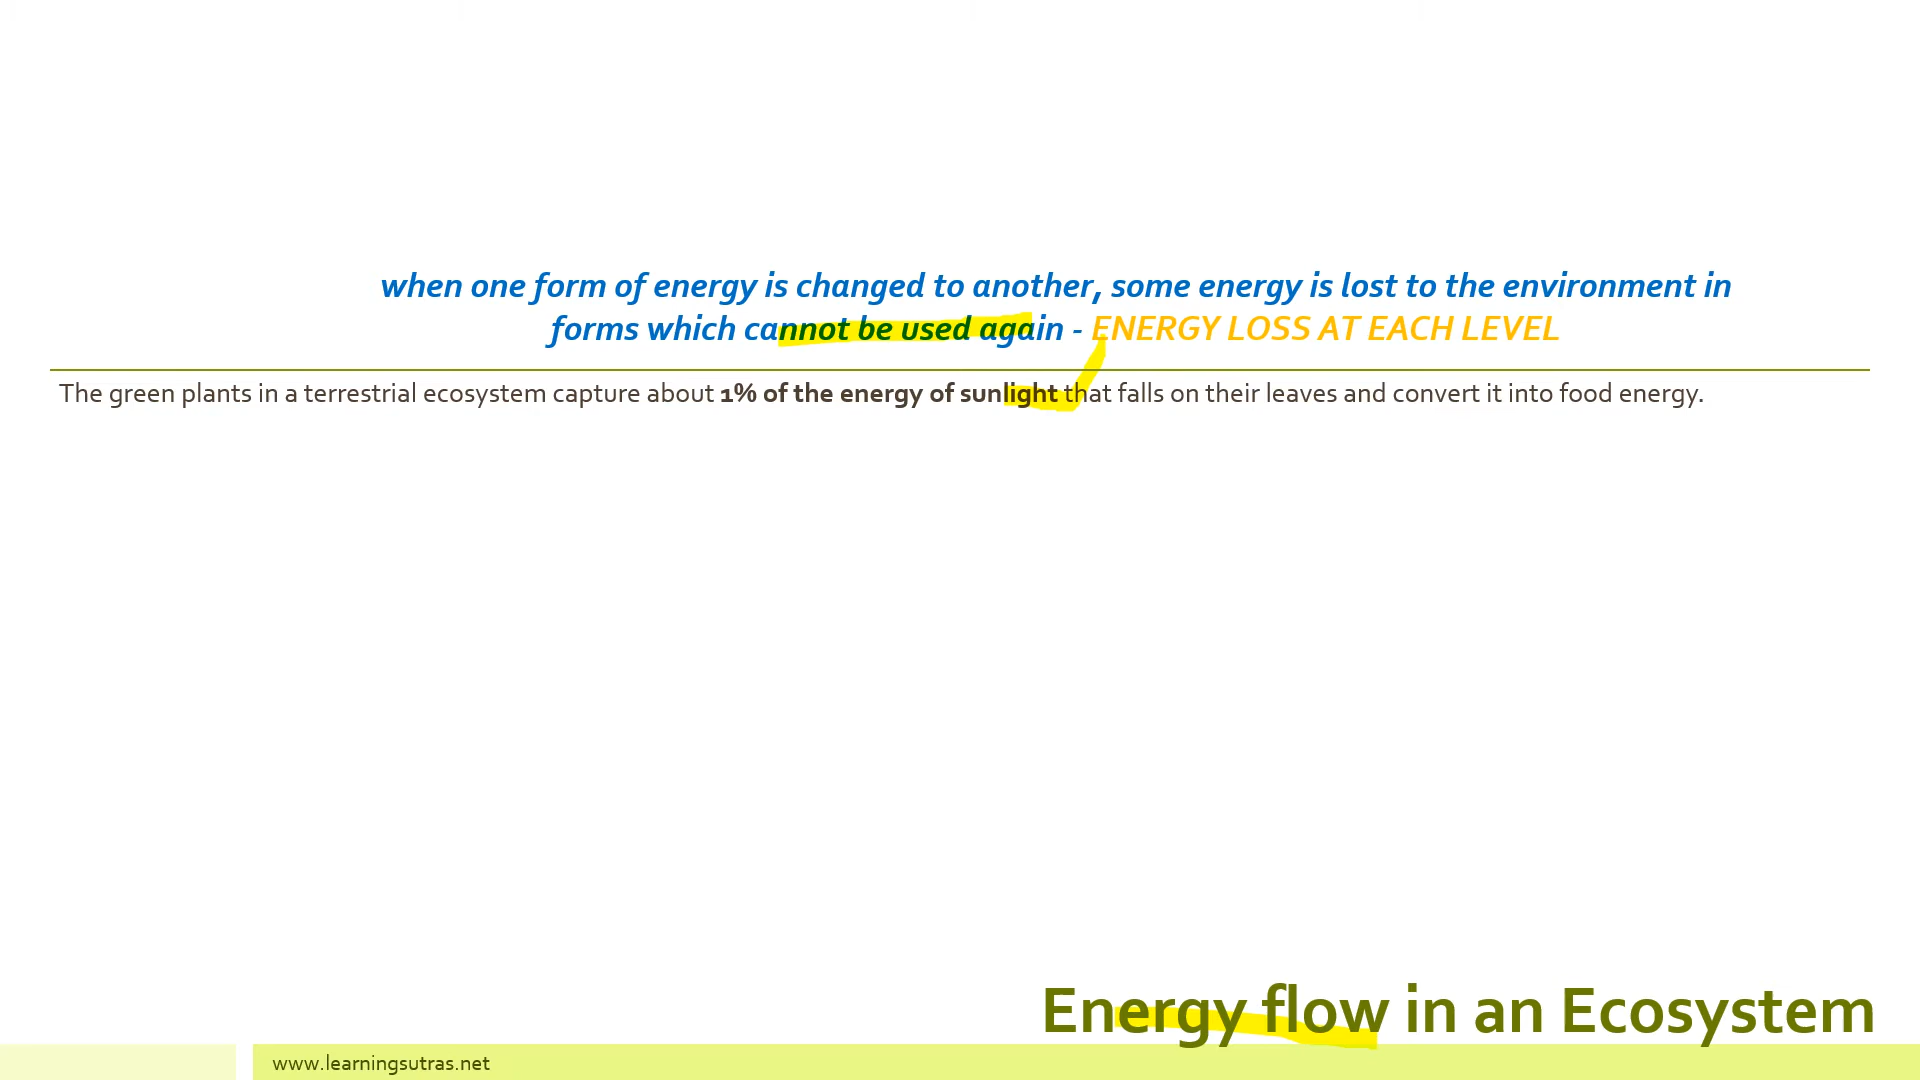 when one form of energy is changed to another, some energy is lost to the environment in
forms which cannot be used again - ENERGY LOSS AT EACH LEVEL
The green plants in a terrestrial ecosystem capture about 1% of the energy of sunlight that falls on their leaves and convert it into food energy.
Energy flow in an Ecosystem
www.learningsutras.net